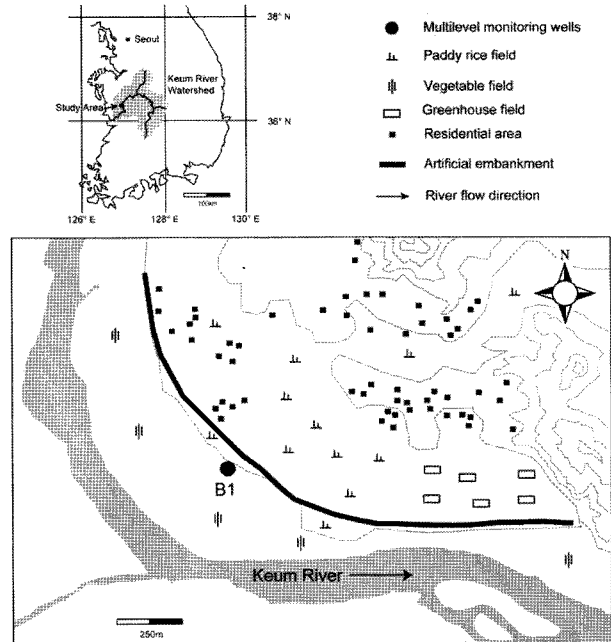 38° N
Seoul
Keum River
Watershed
Study Area
36° N
100km
126° E
128° E
130° E
Multilevel monitoring wells
Paddy rice field
Vegetable field
Greenhouse field
Residential area
Artificial embankment
River flow direction
N
B1
Keum River
250m